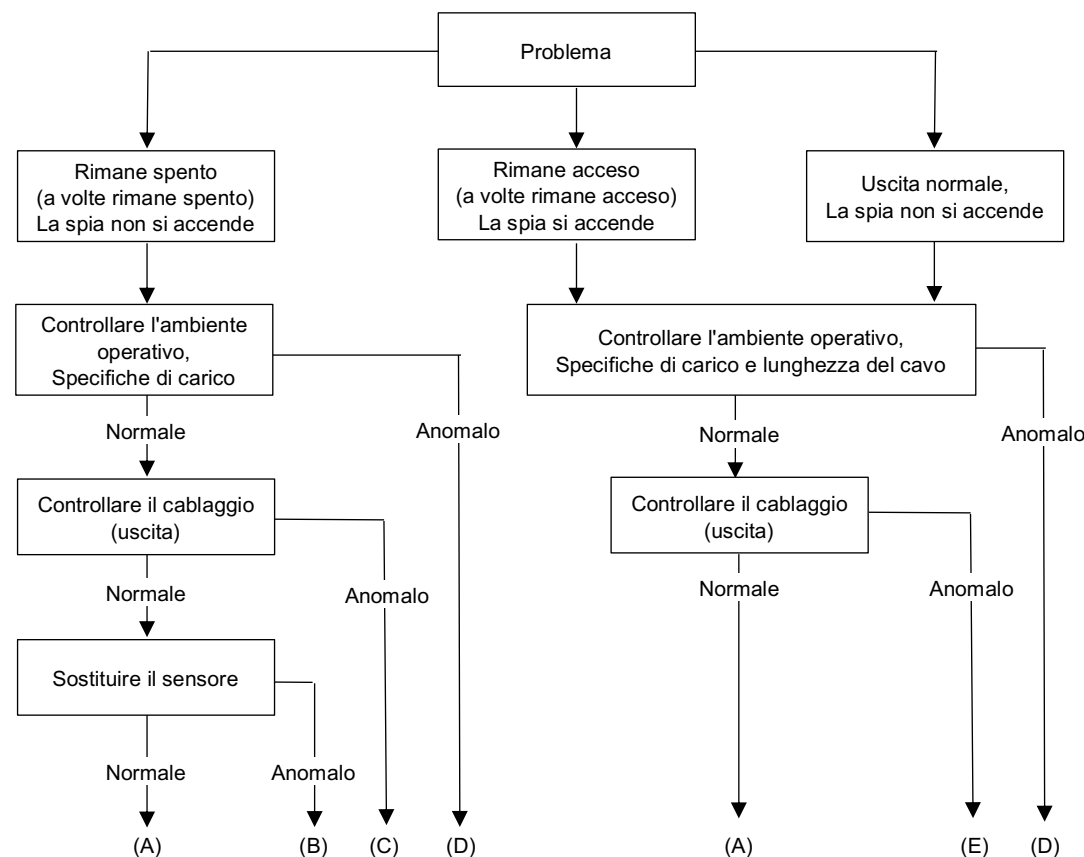 Problema
Rimane spento
(a volte rimane spento)
La spia non si accende
Rimane acceso
(a volte rimane acceso)
La spia si accende
Uscita normale,
La spia non si accende
Controllare l'ambiente
operativo,
Specifiche di carico
Controllare l'ambiente operativo,
Specifiche di carico e lunghezza del cavo
Normale
Anomalo
Normale
Anomalo
Controllare il cablaggio
(uscita)
Controllare il cablaggio
(uscita)
Normale
Anomalo
Normale
Anomalo
Sostituire il sensore
Normale
Anomalo
(A)
(B)
(C)
(D)
(A)
(E)
(D)